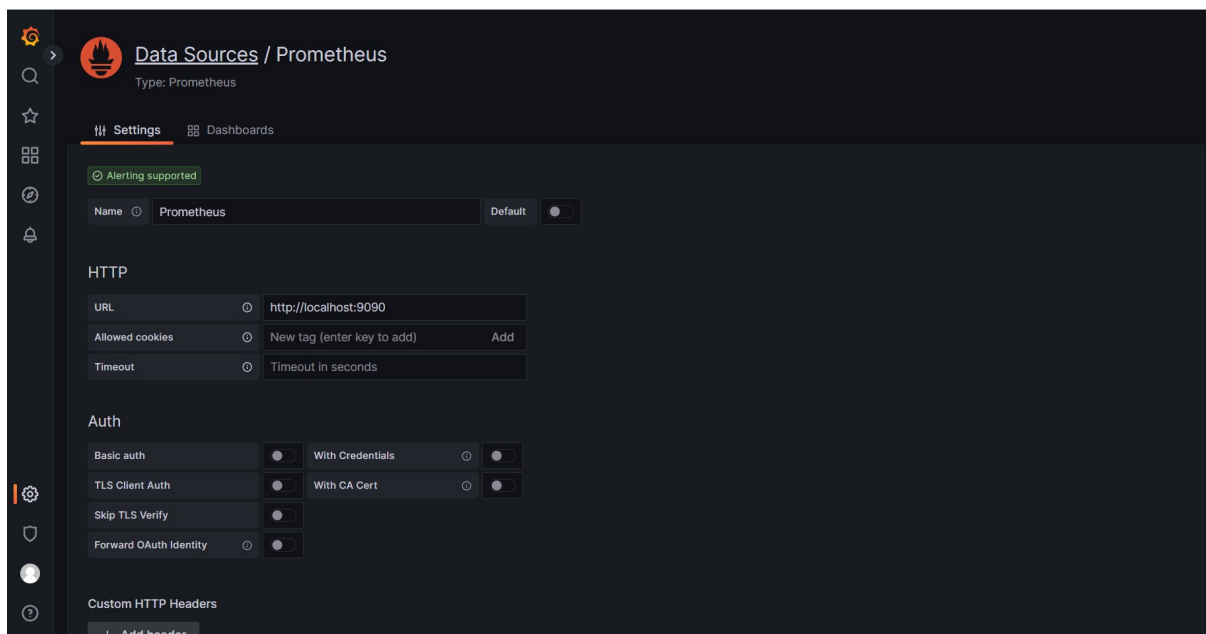 Data Sources / Prometheus
Type: Prometheus
Settings Dashboards
Alerting supported
Name Prometheus Default
HTTP
URL http://localhost:9090
Allowed cookies New tag (enter key to add) Add
Timeout Timeout in seconds
Auth
Basic auth With Credentials
TLS Client Auth With CA Cert
Skip TLS Verify
Forward OAuth Identity
Custom HTTP Headers
+ Add header